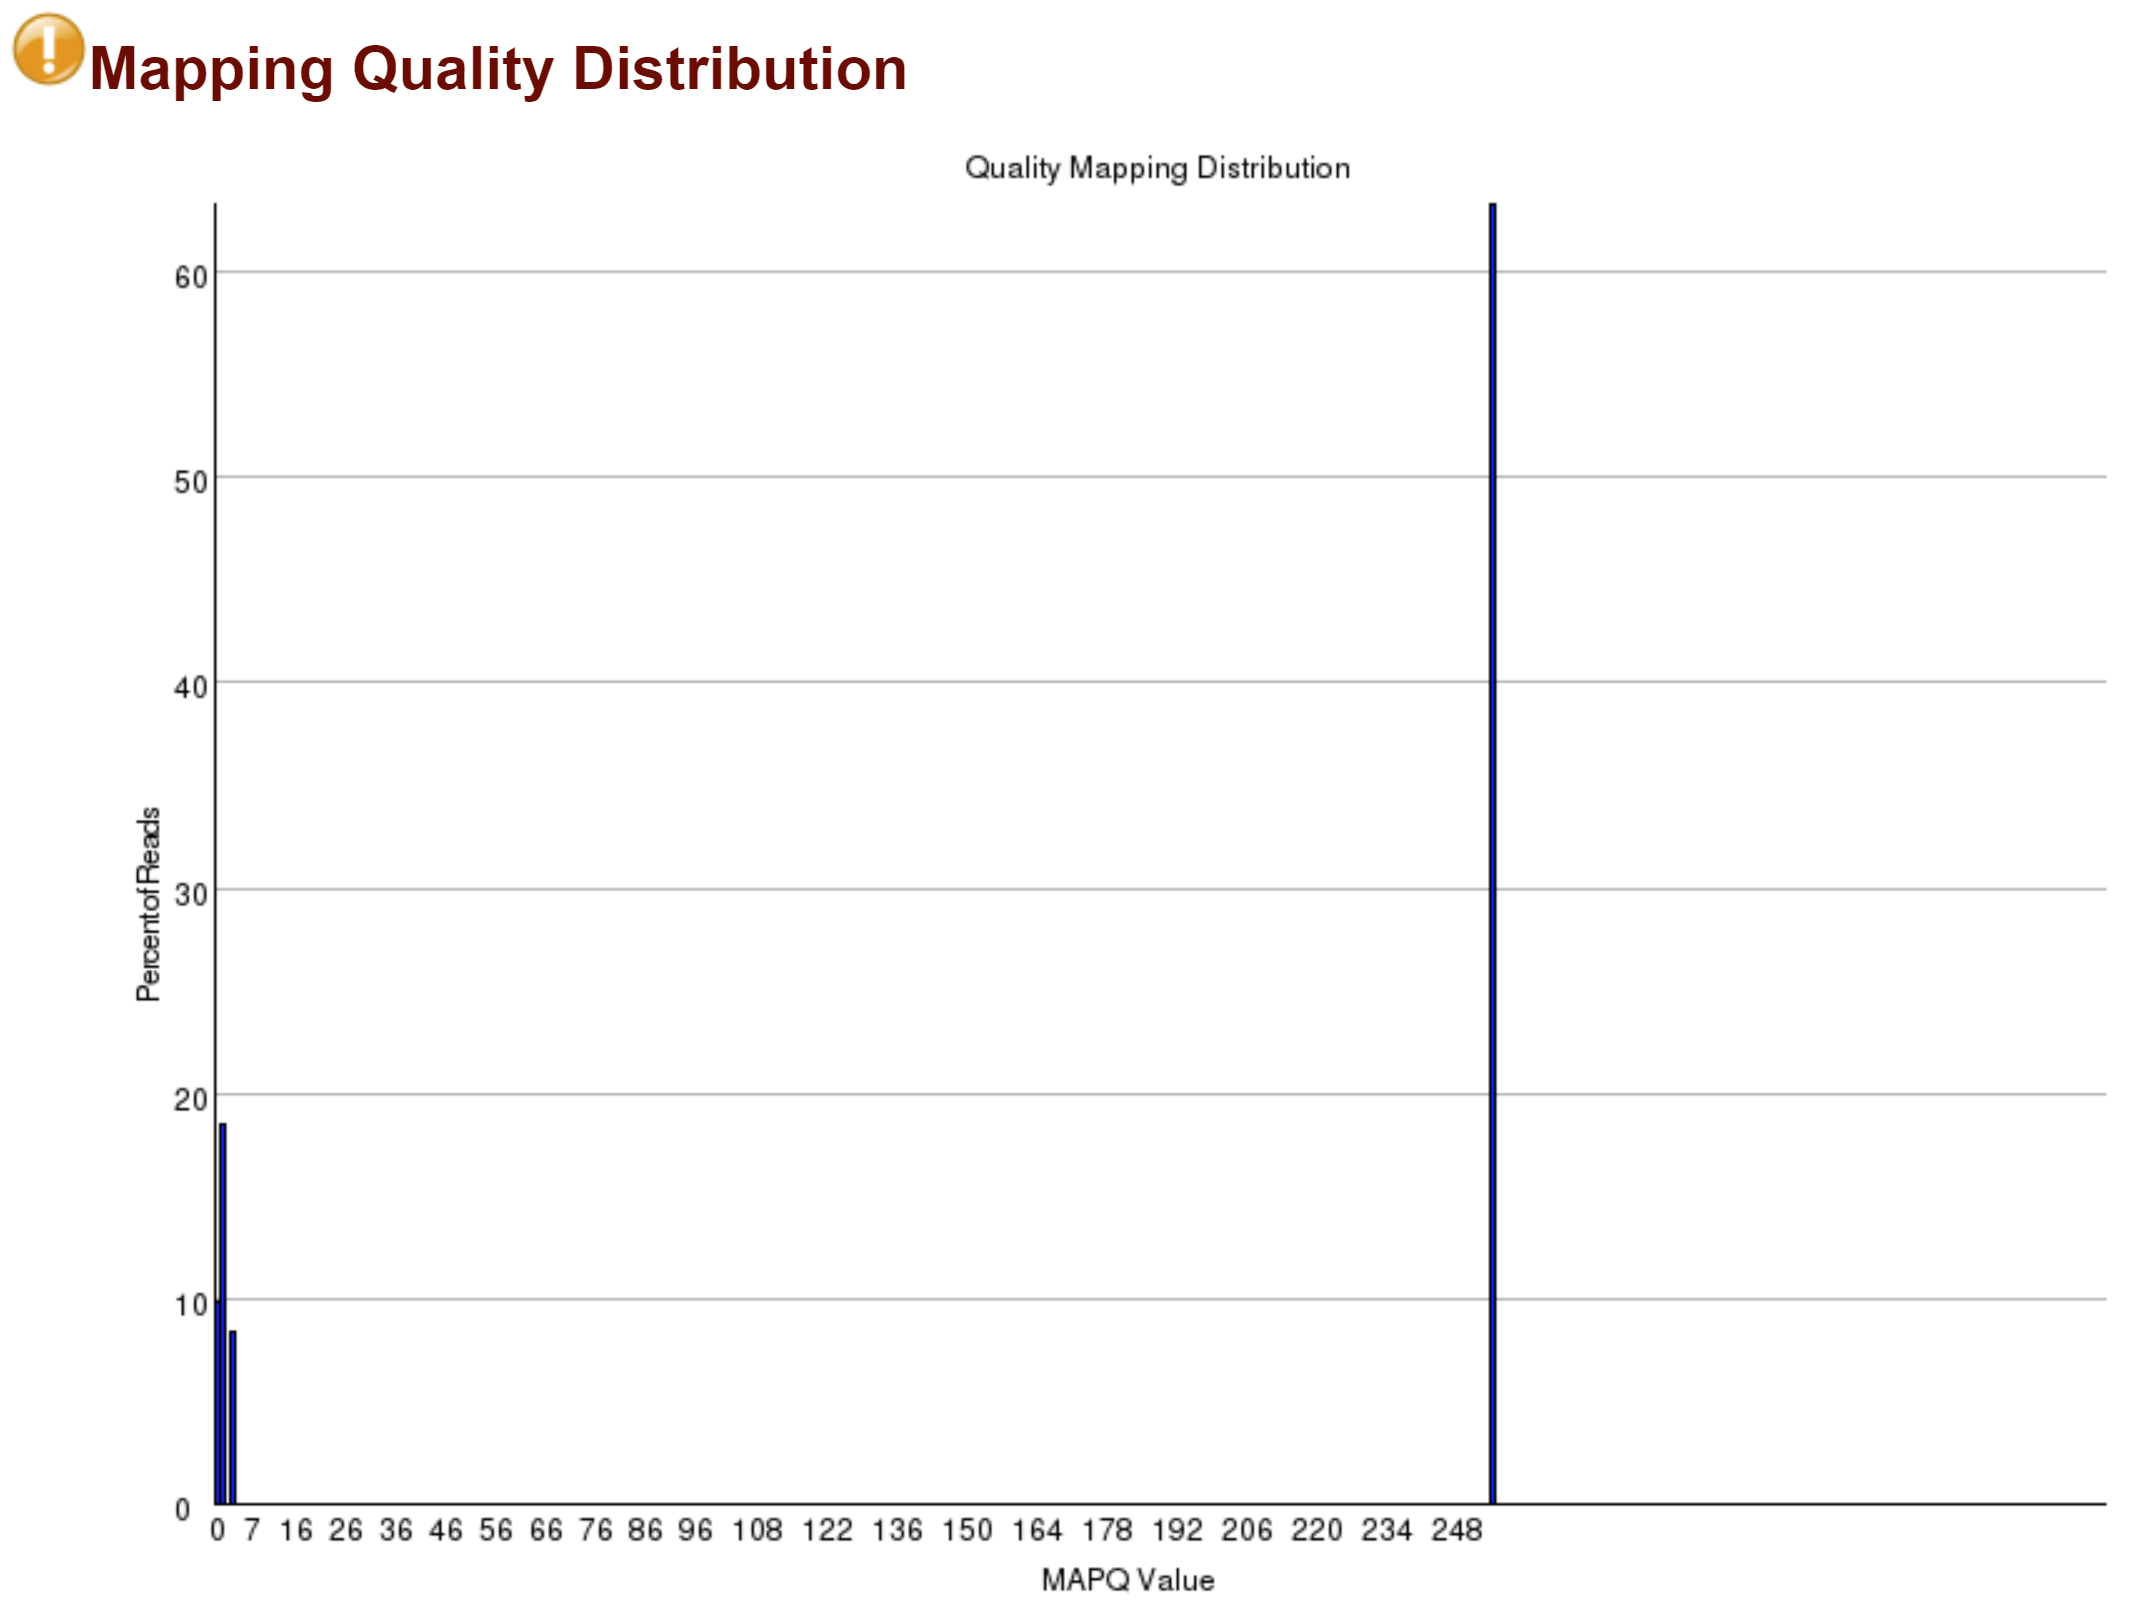 Mapping Quality Distribution
Quality Mapping Distribution
60
50
40
30
20
10
0
Percent of Reads
0 7 16 26 36 46 56 66 76 86 96 108 122 136 150 164 178 192 206 220 234 248
MAPQ Value